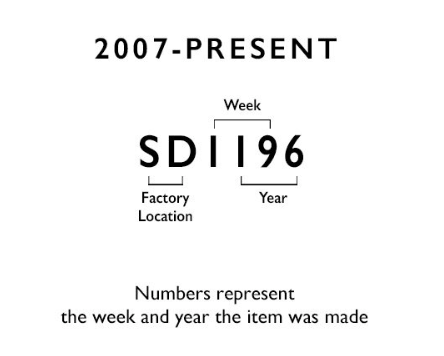 2007-PRESENT
Week
SD1196
Factory
Location
Year
Numbers represent
the week and year the item was made